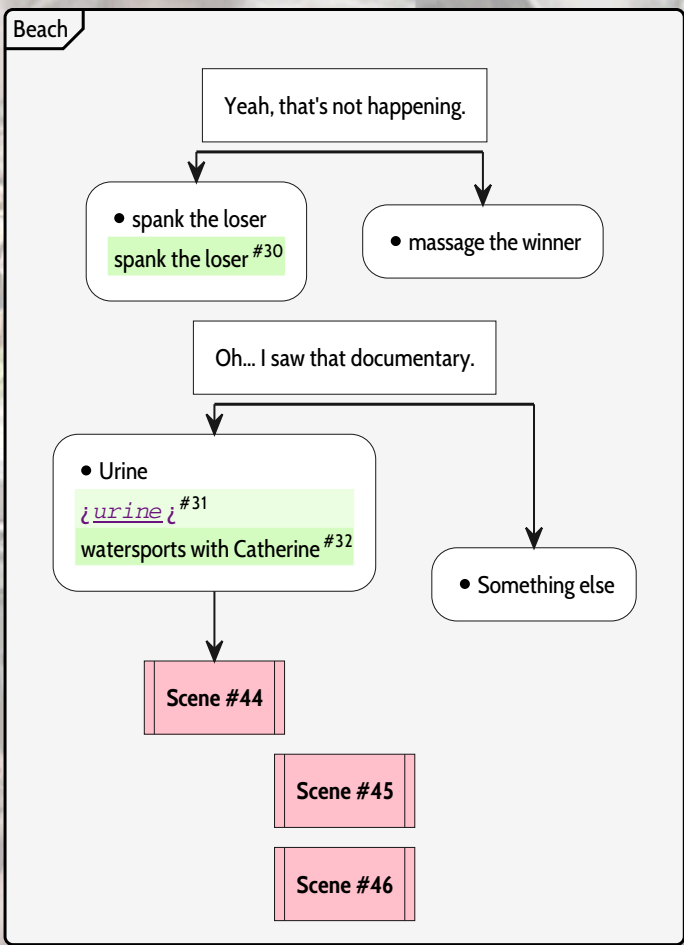 Beach
Yeah, that's not happening.
• spank the loser
spank the loser #30
• massage the winner
Oh... I saw that documentary.
• Urine
¿urine¿ #31
watersports with Catherine #32
• Something else
Scene #44
Scene #45
Scene #46